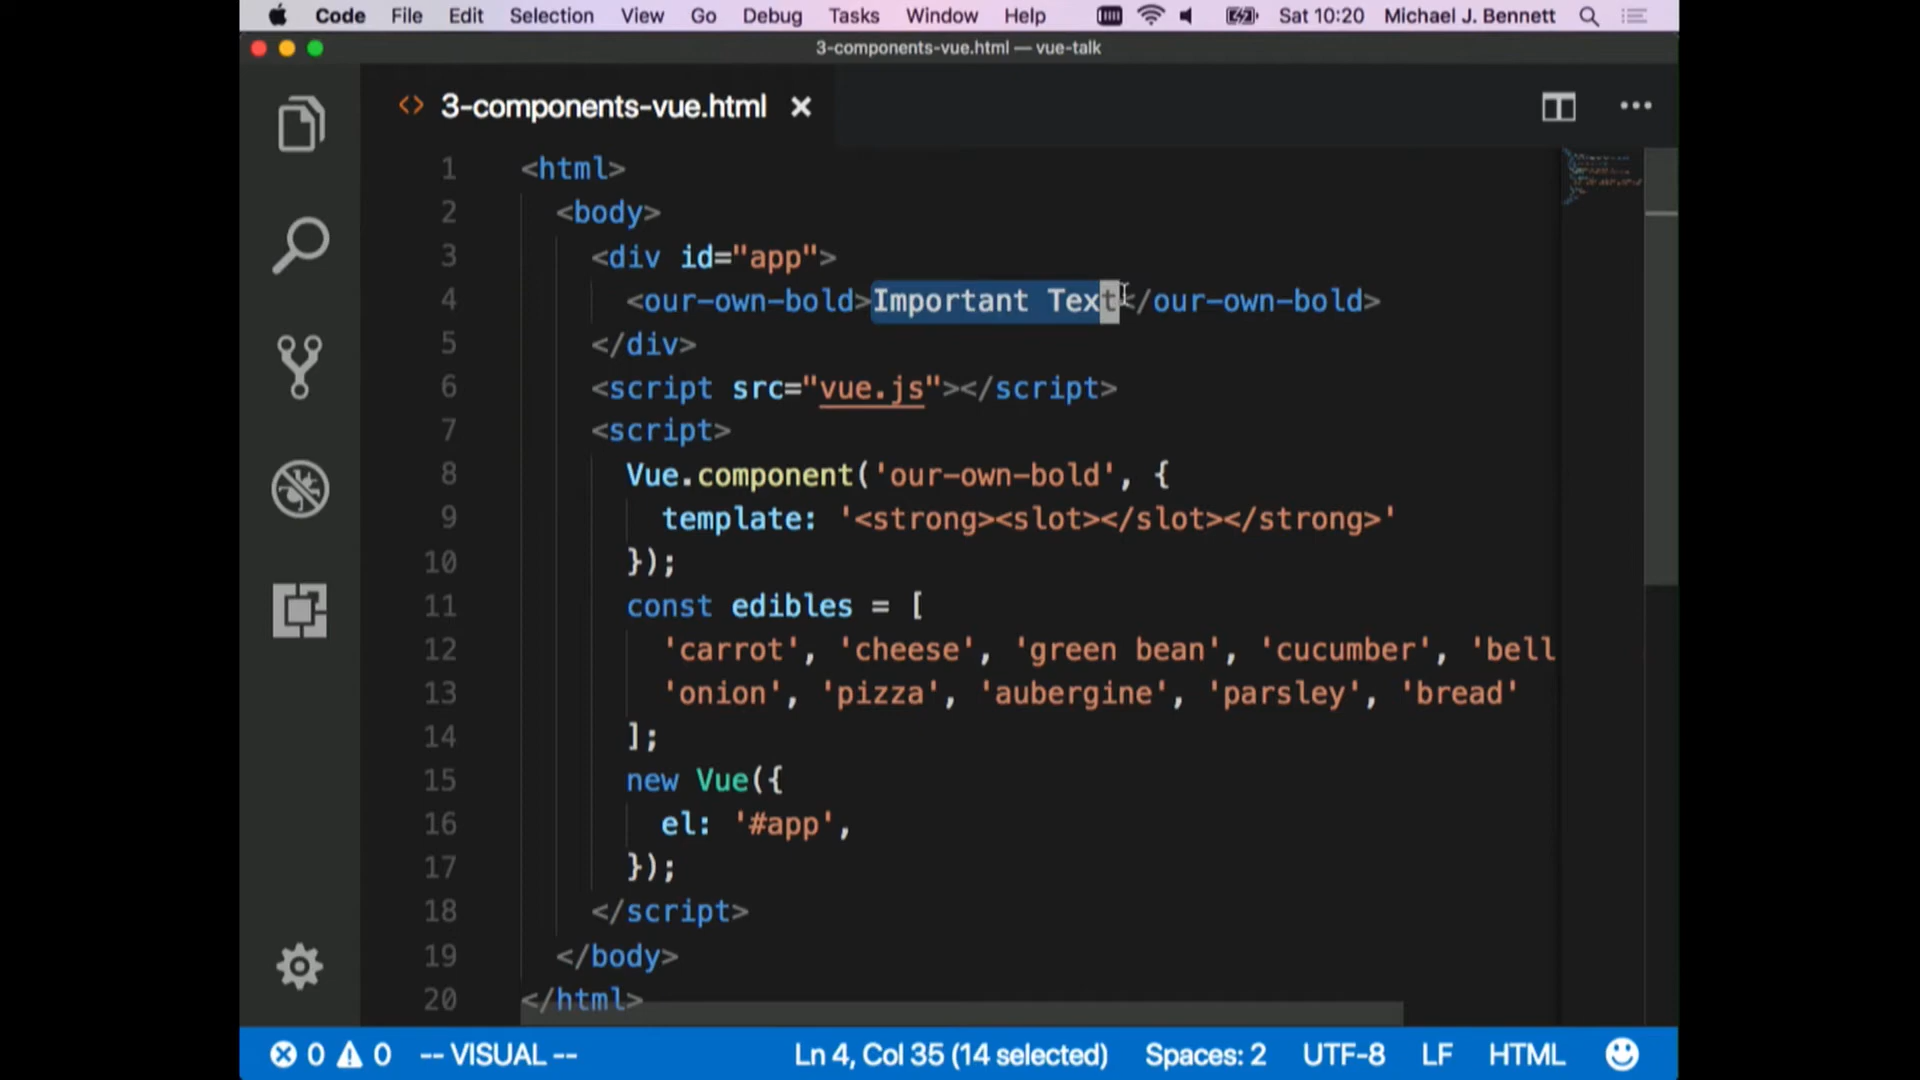 Code File Edit Selection View Go Debug Tasks Window Help Sat 10:20 Michael J. Bennett
3-components-vue.html — vue-talk
<> 3-components-vue.html
1 <html>
2 <body>
3 <div id="app">
4 <our-own-bold>Important Text</our-own-bold>
5 </div>
6 <script src="vue.js"></script>
7 <script>
8 Vue.component('our-own-bold', {
9 template: '<strong><slot></slot></strong>'
10 });
11 const edibles = [
12 'carrot', 'cheese', 'green bean', 'cucumber', 'bell
13 'onion', 'pizza', 'aubergine', 'parsley', 'bread'
14 ];
15 new Vue({
16 el: '#app',
17 });
18 </script>
19 </body>
20 </html>
0 0 -- VISUAL -- Ln 4, Col 35 (14 selected) Spaces: 2 UTF-8 LF HTML